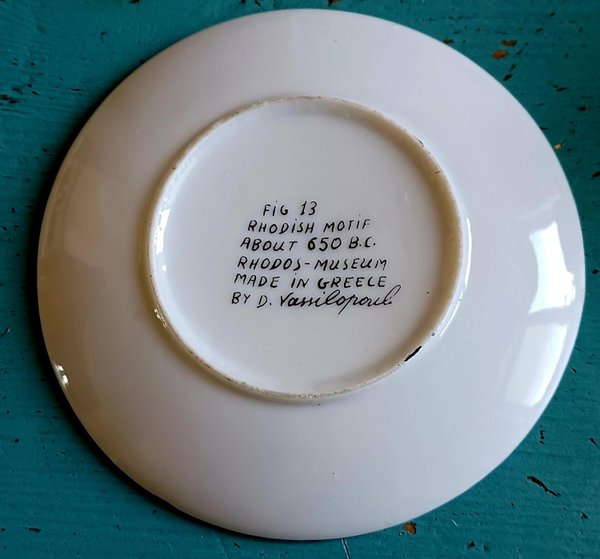 FIG 13
RHODISH MOTIF
ABOUT 650 B.C.
RHODOS-MUSEUM
MADE IN GREECE
BY D. Vassilopoul